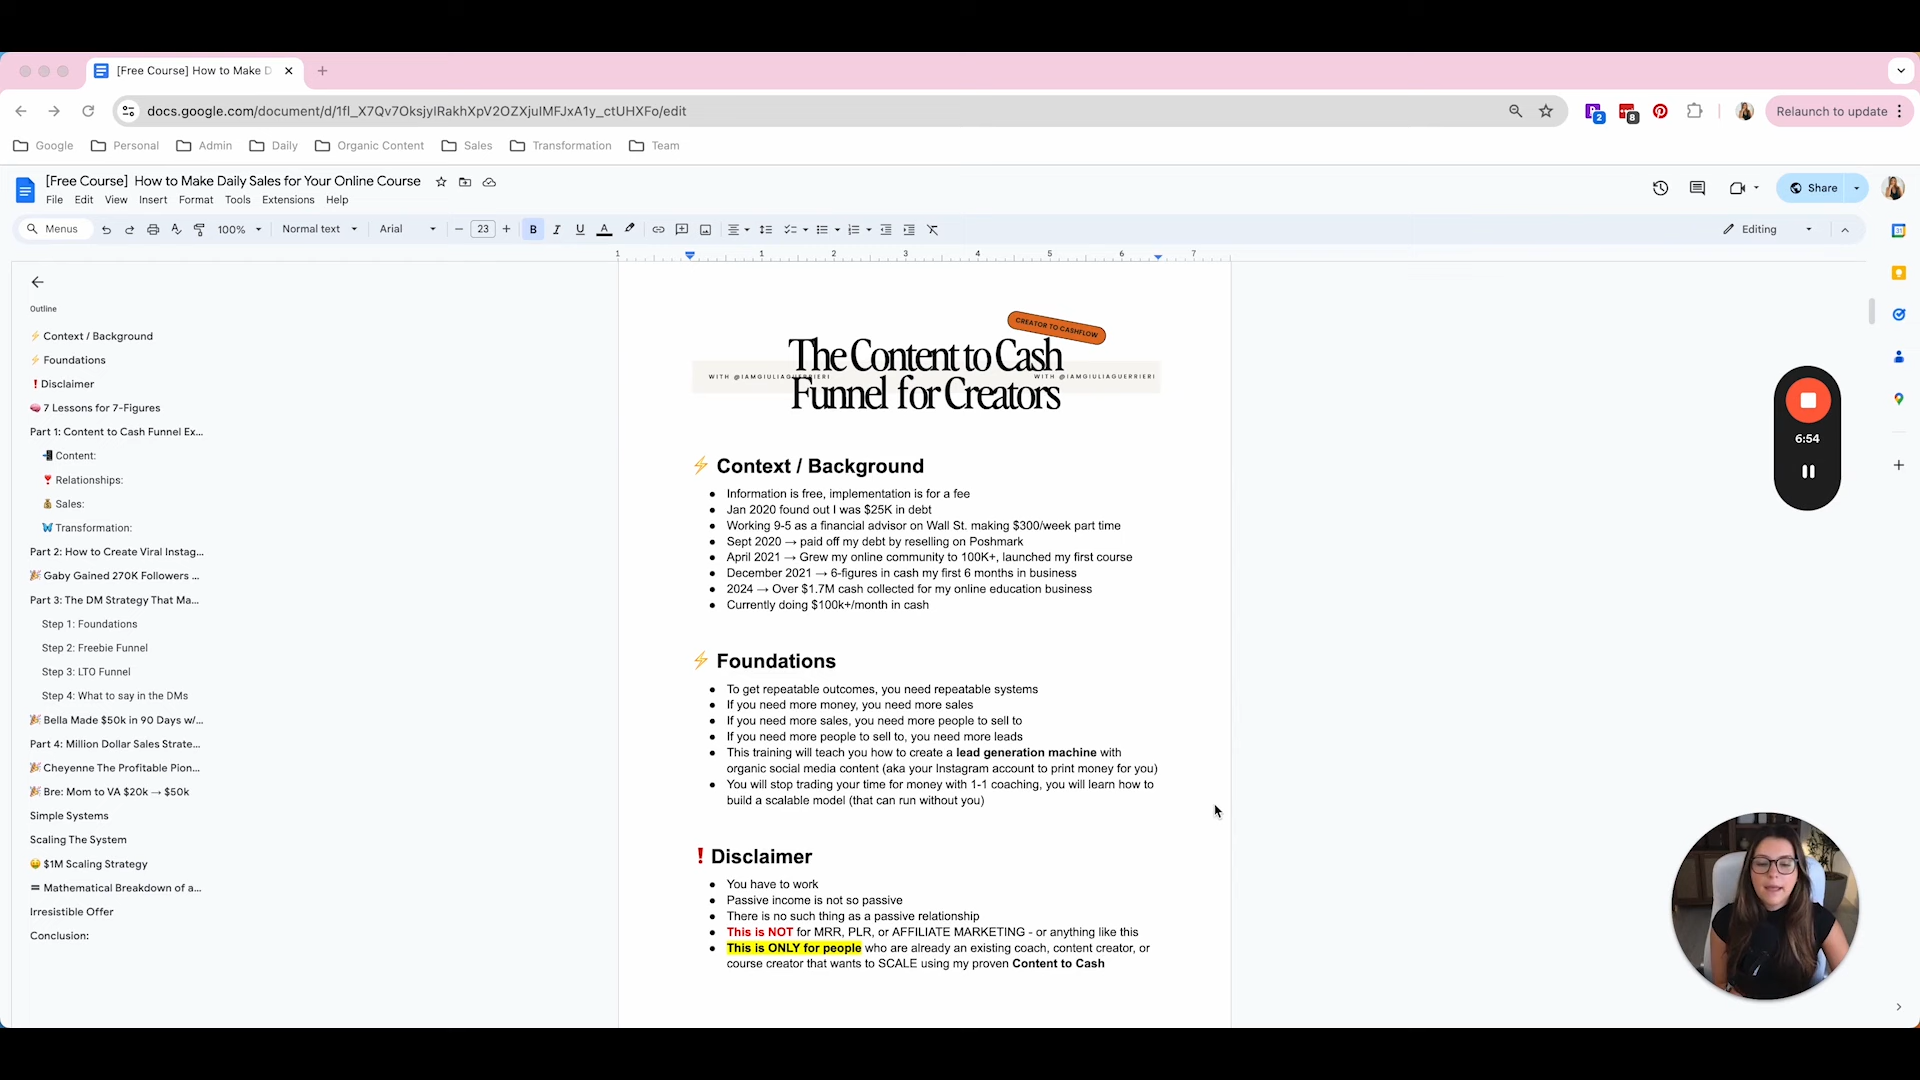 [Free Course] How to Make D
docs.google.com/document/d/1fI_X7Qv7OksjyIRakhXpV2OZXjuIMFJxA1y_ctUHXFo/edit
2
8
Relaunch to update
Google
Personal
Admin
Daily
Organic Content
Sales
Transformation
Team
[Free Course] How to Make Daily Sales for Your Online Course
File Edit View Insert Format Tools Extensions Help
Share
Menus
100%
Normal text
Arial
23
B I U A
Editing
1 1 2 3 4 5 6 7
Outline
⚡ Context / Background
⚡ Foundations
❗Disclaimer
🧠 7 Lessons for 7-Figures
Part 1: Content to Cash Funnel Ex...
📲 Content:
❣️ Relationships:
💰 Sales:
🦋 Transformation:
Part 2: How to Create Viral Instag...
🎉 Gaby Gained 270K Followers ...
Part 3: The DM Strategy That Ma...
Step 1: Foundations
Step 2: Freebie Funnel
Step 3: LTO Funnel
Step 4: What to say in the DMs
🎉 Bella Made $50k in 90 Days w/...
Part 4: Million Dollar Sales Strate...
🎉 Cheyenne The Profitable Pion...
🎉 Bre: Mom to VA $20k → $50k
Simple Systems
Scaling The System
🤑 $1M Scaling Strategy
🟰 Mathematical Breakdown of a...
Irresistible Offer
Conclusion:
CREATOR TO CASHFLOW
The Content to Cash
WITH @IAMGIULIAGUERRIERI
WITH @IAMGIULIAGUERRIERI
Funnel for Creators
⚡ Context / Background
● Information is free, implementation is for a fee
● Jan 2020 found out I was $25K in debt
● Working 9-5 as a financial advisor on Wall St. making $300/week part time
● Sept 2020 → paid off my debt by reselling on Poshmark
● April 2021 → Grew my online community to 100K+, launched my first course
● December 2021 → 6-figures in cash my first 6 months in business
● 2024 → Over $1.7M cash collected for my online education business
● Currently doing $100k+/month in cash
⚡ Foundations
● To get repeatable outcomes, you need repeatable systems
● If you need more money, you need more sales
● If you need more sales, you need more people to sell to
● If you need more people to sell to, you need more leads
● This training will teach you how to create a lead generation machine with
organic social media content (aka your Instagram account to print money for you)
● You will stop trading your time for money with 1-1 coaching, you will learn how to
build a scalable model (that can run without you)
❗Disclaimer
● You have to work
● Passive income is not so passive
● There is no such thing as a passive relationship
● This is NOT for MRR, PLR, or AFFILIATE MARKETING - or anything like this
● This is ONLY for people who are already an existing coach, content creator, or
course creator that wants to SCALE using my proven Content to Cash
6:54
31